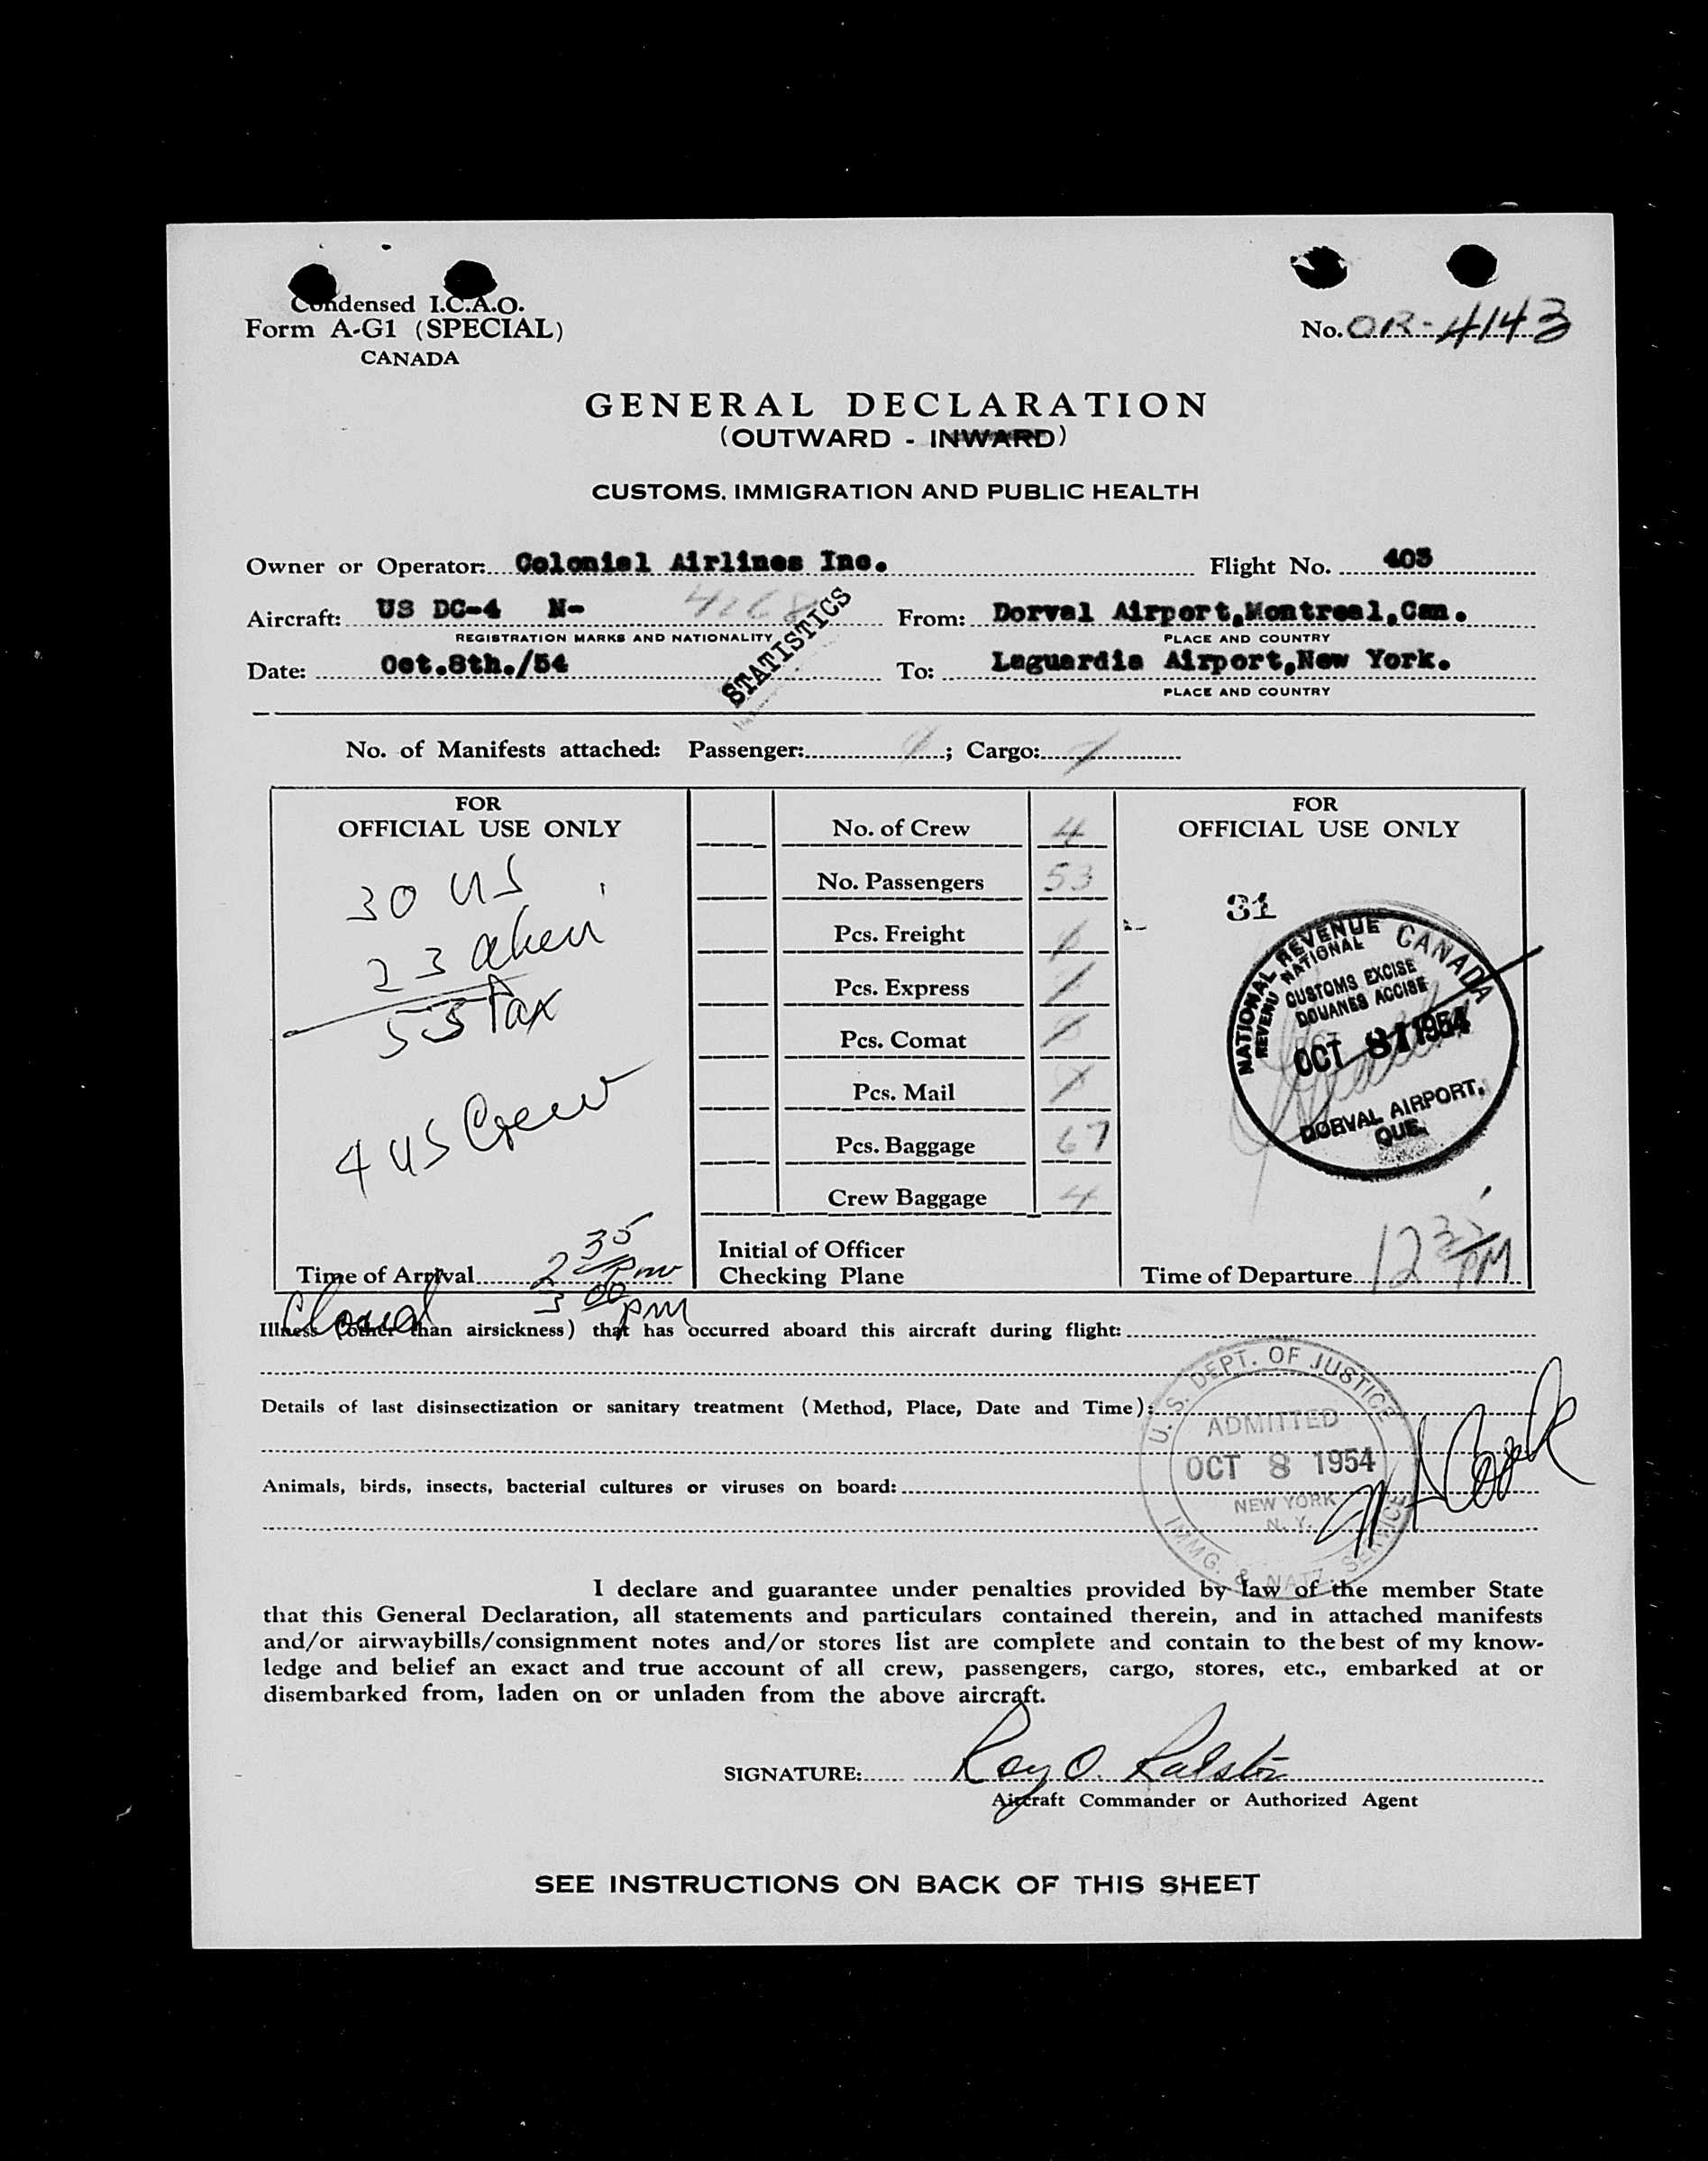 Condensed I.C.A.O.
Form A-G1 (SPECIAL)
CANADA
No. OR-4143
GENERAL DECLARATION
(OUTWARD - INWARD)
CUSTOMS, IMMIGRATION AND PUBLIC HEALTH
Owner or Operator: Colonial Airlines Inc. Flight No. 403
Aircraft: US DC-4 N- 4268 From: Dorval Airport,Montreal,Can.
REGISTRATION MARKS AND NATIONALITY PLACE AND COUNTRY
STATISTICS
Date: Oct.8th./54 To: Laguardia Airport,New York.
PLACE AND COUNTRY
No. of Manifests attached: Passenger: ; Cargo:
FOR
OFFICIAL USE ONLY
30 US
23 alien
53 Pax
4 US Crew
Time of Arrival 2 35 pm
Cloud 3 00 pm
No. of Crew 4
No. Passengers 53
Pcs. Freight
Pcs. Express
Pcs. Comat
Pcs. Mail
Pcs. Baggage 67
Crew Baggage 4
Initial of Officer
Checking Plane
FOR
OFFICIAL USE ONLY
31
NATIONAL REVENUE CANADA
REVENU NATIONAL
CUSTOMS EXCISE
DOUANES ACCISE
OCT 8 1954
DORVAL AIRPORT,
QUE.
Time of Departure 12 PM
Illness (other than airsickness) that has occurred aboard this aircraft during flight:
Details of last disinsectization or sanitary treatment (Method, Place, Date and Time):
Animals, birds, insects, bacterial cultures or viruses on board:
U. S. DEPT. OF JUSTICE
ADMITTED
OCT 8 1954
NEW YORK
N. Y.
IMMG. & NATZ. SERVICE
I declare and guarantee under penalties provided by law of the member State
that this General Declaration, all statements and particulars contained therein, and in attached manifests
and/or airwaybills/consignment notes and/or stores list are complete and contain to the best of my know-
ledge and belief an exact and true account of all crew, passengers, cargo, stores, etc., embarked at or
disembarked from, laden on or unladen from the above aircraft.
SIGNATURE: Roy O. Ralston
Aircraft Commander or Authorized Agent
SEE INSTRUCTIONS ON BACK OF THIS SHEET